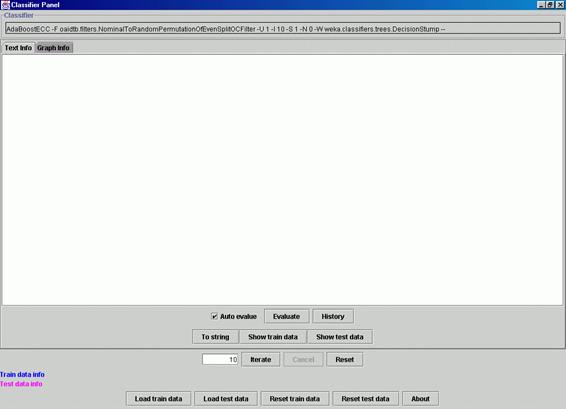 Classifier Panel
Classifier
AdaBoostECC -F oaidtb.filters.NominalToRandomPermutationOfEvenSplitOCFilter -U 1 -I 10 -S 1 -N 0 -W weka.classifiers.trees.DecisionStump --
Text Info Graph Info
Auto evalue Evaluate History
To string Show train data Show test data
10 Iterate Cancel Reset
Train data info
Test data info
Load train data Load test data Reset train data Reset test data About